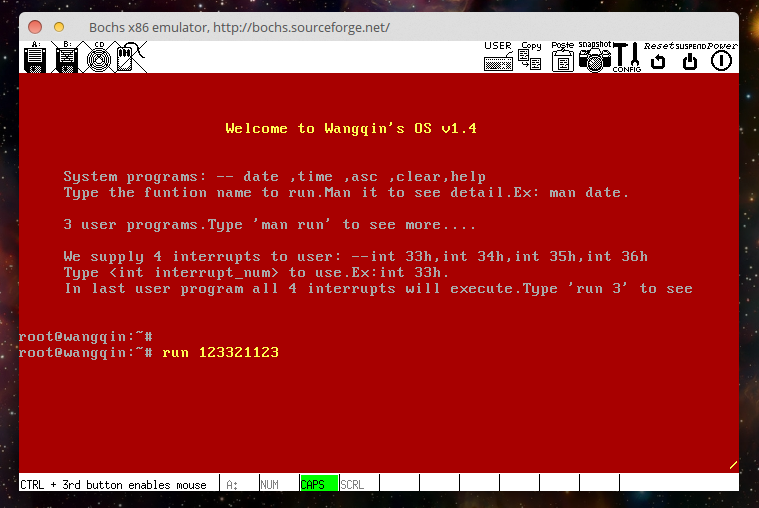 Bochs x86 emulator, http://bochs.sourceforge.net/
A: B: CD USER Copy Paste snapshot CONFIG Reset SUSPEND Power
Welcome to Wangqin's OS v1.4
System programs: -- date ,time ,asc ,clear,help
Type the funtion name to run.Man it to see detail.Ex: man date.
3 user programs.Type 'man run' to see more....
We supply 4 interrupts to user: --int 33h,int 34h,int 35h,int 36h
Type <int interrupt_num> to use.Ex:int 33h.
In last user program all 4 interrupts will execute.Type 'run 3' to see
root@wangqin:~#
root@wangqin:~# run 123321123
/
CTRL + 3rd button enables mouse A: NUM CAPS SCRL